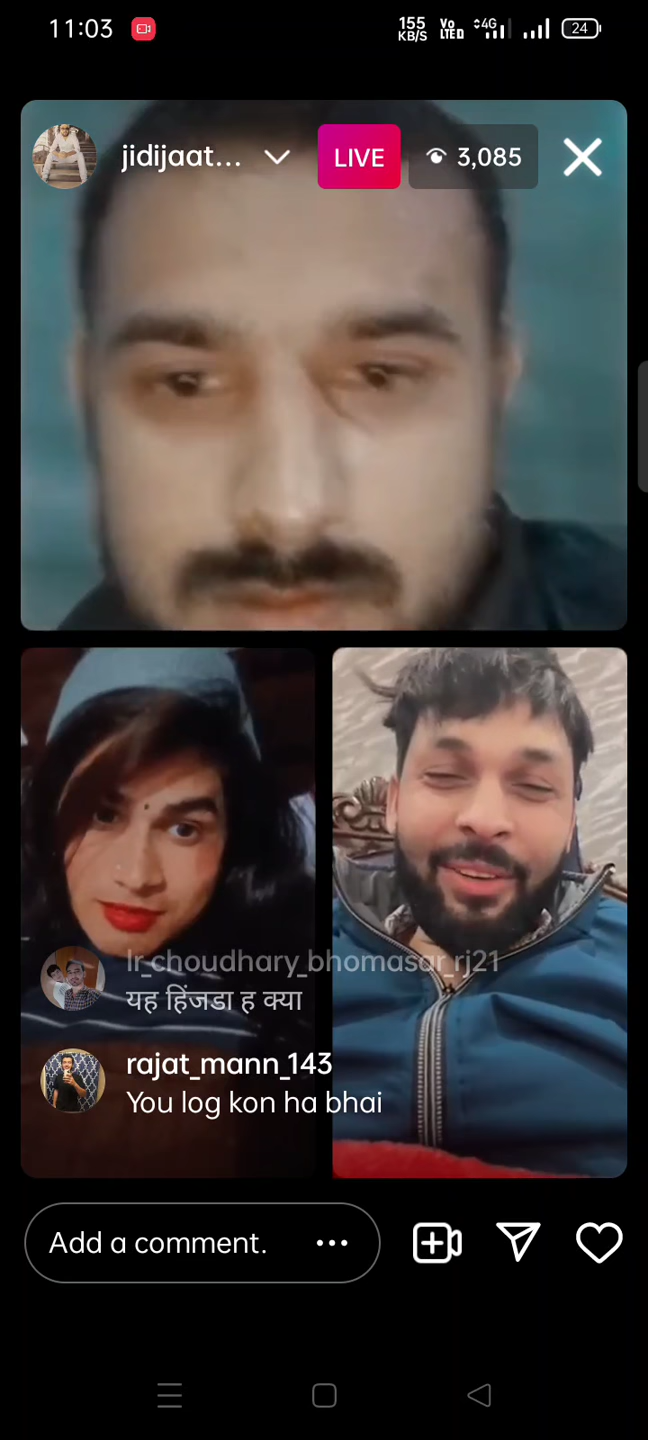 11:03
155
KB/S
Vo
LTED
4G
24
jidijaat...
LIVE
3,085
lr_choudhary_bhomasar_rj21
यह हिंजडा ह क्या
rajat_mann_143
You log kon ha bhai
Add a comment.